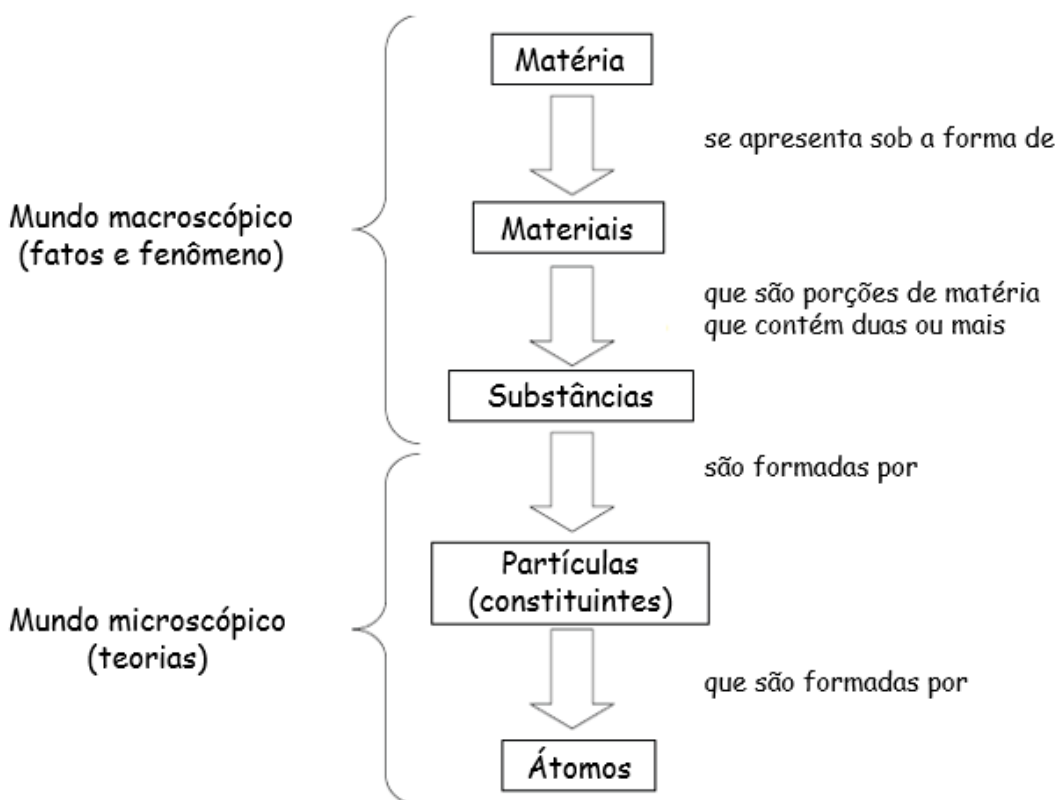 Matéria
se apresenta sob a forma de
Mundo macroscópico
(fatos e fenômeno)
Materiais
que são porções de matéria
que contém duas ou mais
Substâncias
são formadas por
Partículas
(constituintes)
Mundo microscópico
(teorias)
que são formadas por
Átomos